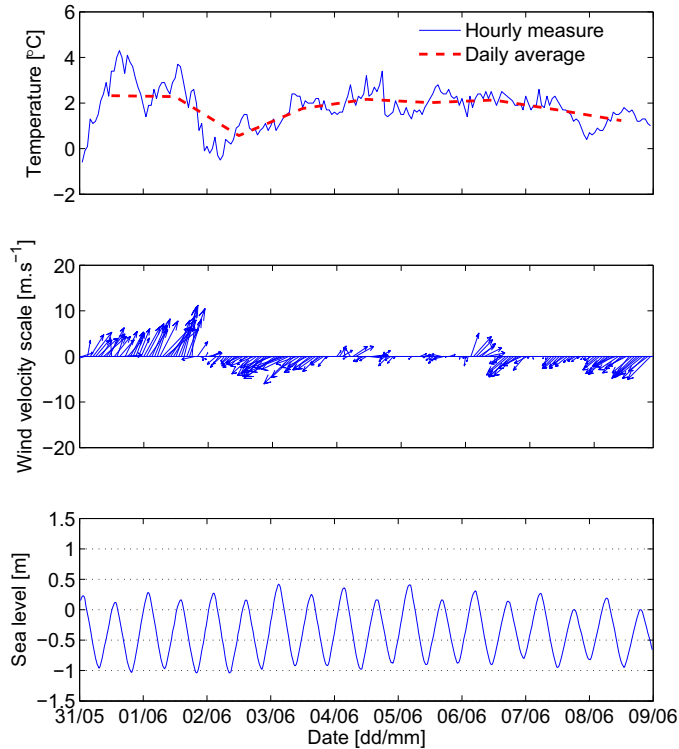 6
4
2
0
−2
Temperature [°C]
Hourly measure
Daily average
20
10
0
−10
−20
Wind velocity scale [m.s⁻¹]
1.5
1
0.5
0
−0.5
−1
−1.5
Sea level [m]
31/05 01/06 02/06 03/06 04/06 05/06 06/06 07/06 08/06 09/06
Date [dd/mm]